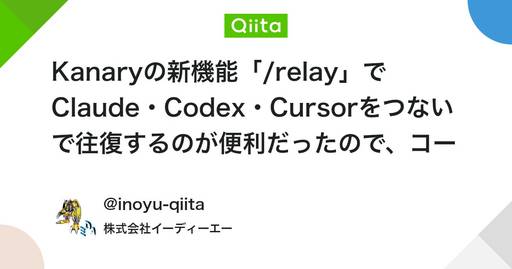 Qiita
Kanaryの新機能「/relay」で
Claude・Codex・Cursorをつない
で往復するのが便利だったので、コー
@inoyu-qiita
株式会社イーディーエー